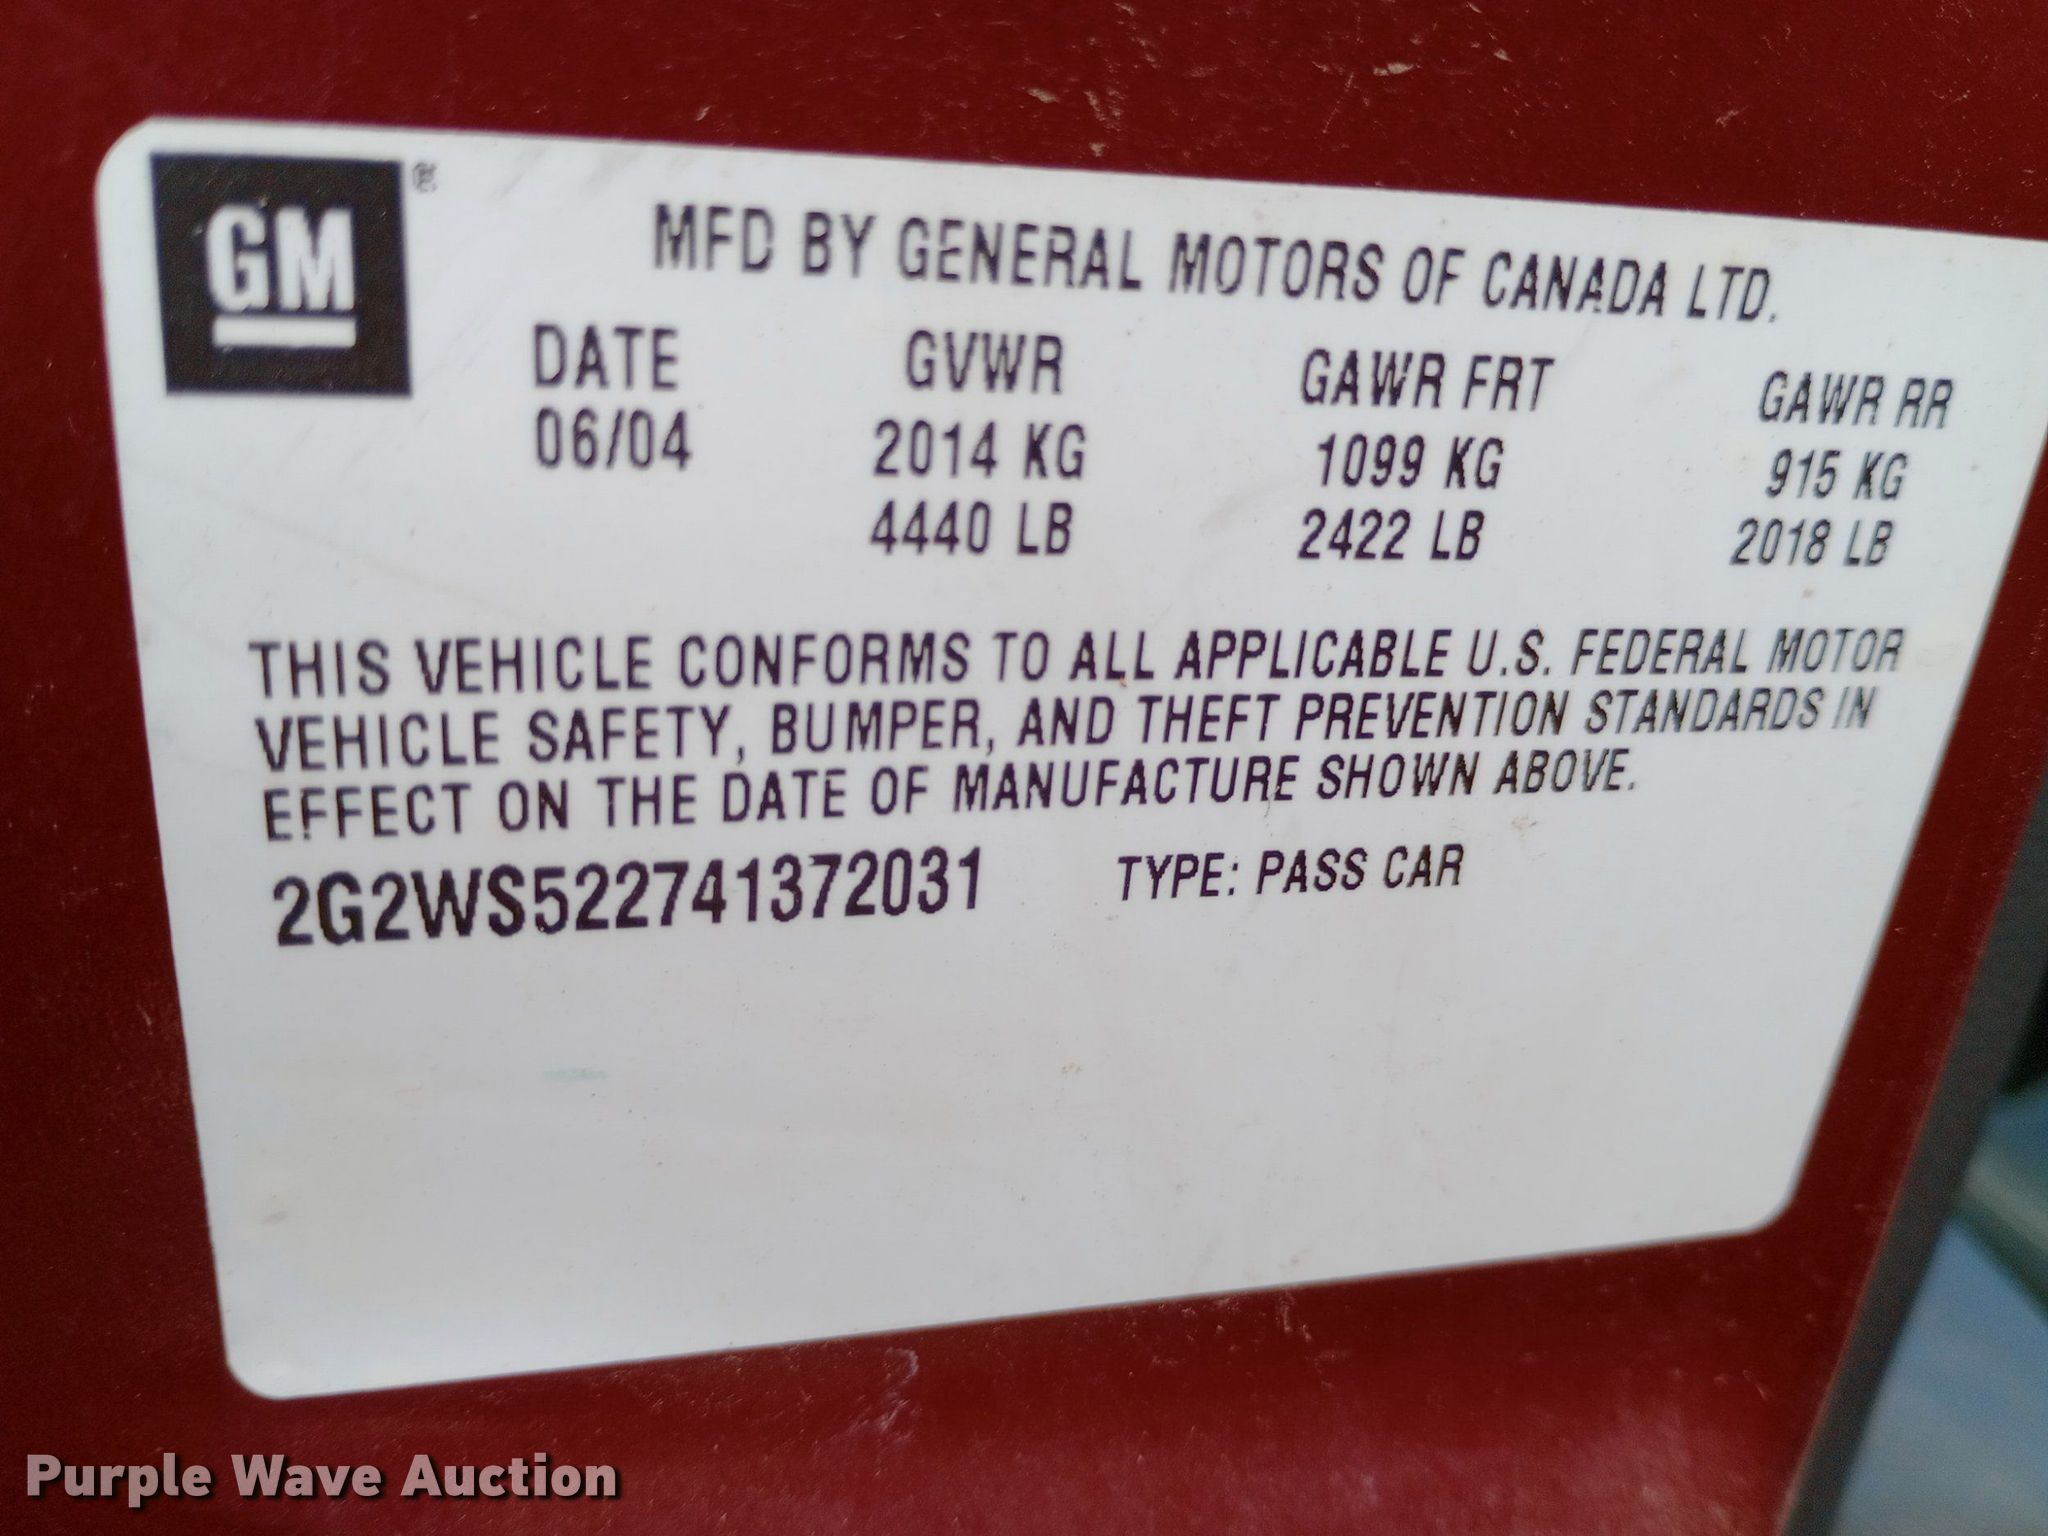 GM ®
MFD BY GENERAL MOTORS OF CANADA LTD.
DATE GVWR GAWR FRT GAWR RR
06/04 2014 KG 1099 KG 915 KG
4440 LB 2422 LB 2018 LB
THIS VEHICLE CONFORMS TO ALL APPLICABLE U.S. FEDERAL MOTOR
VEHICLE SAFETY, BUMPER, AND THEFT PREVENTION STANDARDS IN
EFFECT ON THE DATE OF MANUFACTURE SHOWN ABOVE.
2G2WS522741372031 TYPE: PASS CAR
Purple Wave Auction